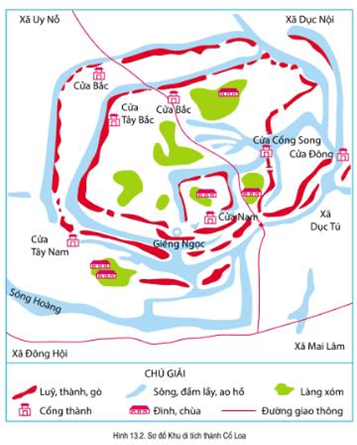 Xã Uy Nỗ
Xã Dục Nội
Cửa Bắc
Cửa
Tây Bắc
Cửa Bắc
Cửa Cống Song
Cửa Đông
Cửa Nam
Xã
Dục Tú
Giếng Ngọc
Cửa
Tây Nam
Sông Hoàng
Xã Đông Hội
Xã Mai Lâm
CHÚ GIẢI
Luỹ, thành, gò
Sông, đầm lầy, ao hồ
Làng xóm
Cổng thành
Đình, chùa
Đường giao thông
Hình 13.2. Sơ đồ Khu di tích thành Cổ Loa